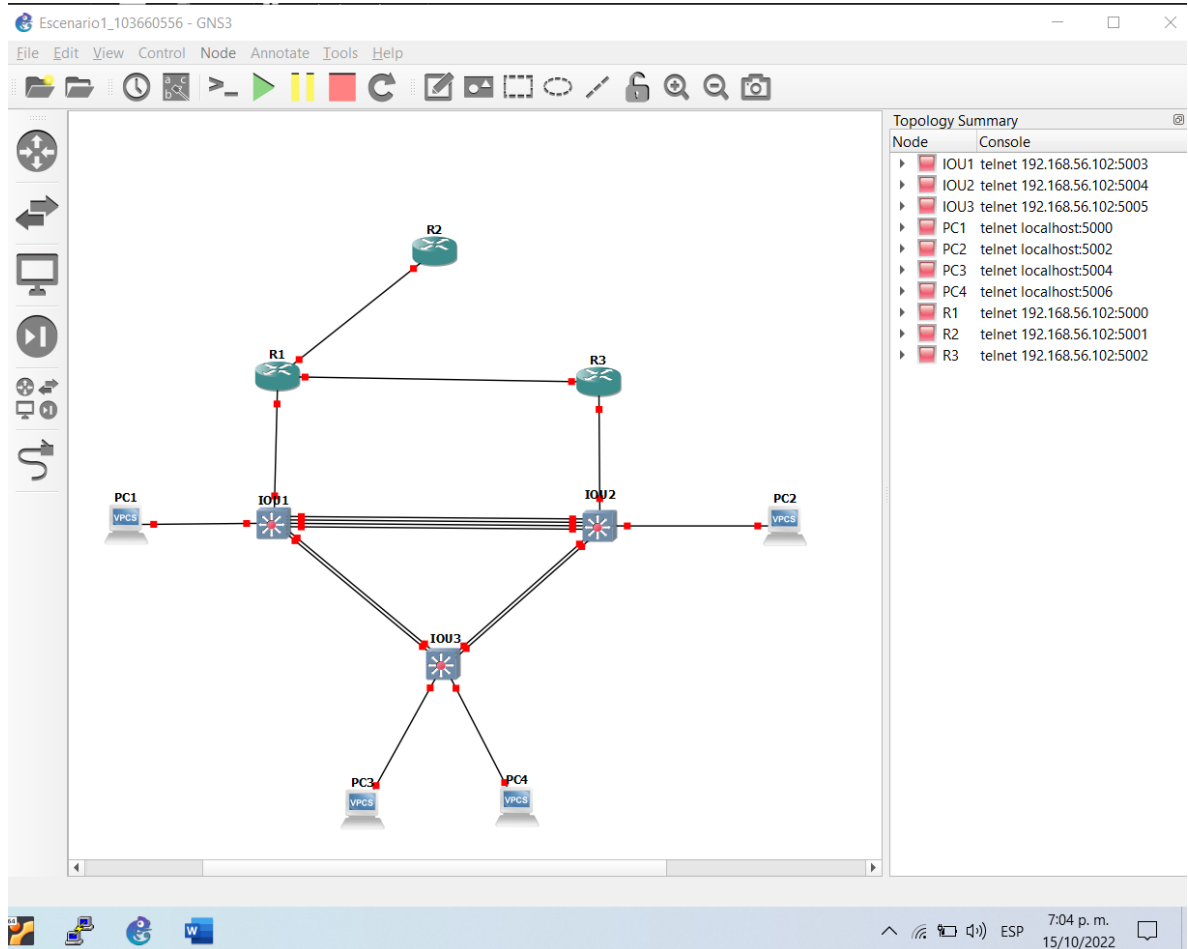 Escenario1_103660556 - GNS3
File Edit View Control Node Annotate Tools Help
Topology Summary
Node Console
IOU1 telnet 192.168.56.102:5003
IOU2 telnet 192.168.56.102:5004
IOU3 telnet 192.168.56.102:5005
PC1 telnet localhost:5000
PC2 telnet localhost:5002
PC3 telnet localhost:5004
PC4 telnet localhost:5006
R1 telnet 192.168.56.102:5000
R2 telnet 192.168.56.102:5001
R3 telnet 192.168.56.102:5002
R2
R1
R3
PC1
VPCS
IOU1
IOU2
PC2
VPCS
IOU3
PC3
VPCS
PC4
VPCS
64
W
ESP
7:04 p. m.
15/10/2022